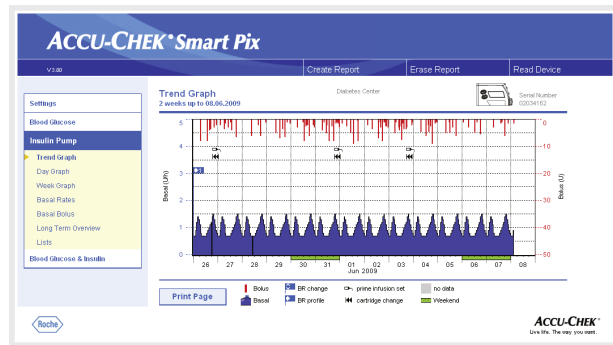 ACCU-CHEK® Smart Pix
V 3.00
Create Report
Erase Report
Read Device
Settings
Blood Glucose
Insulin Pump
Trend Graph
Day Graph
Week Graph
Basal Rates
Basal Bolus
Long Term Overview
Lists
Blood Glucose & Insulin
Trend Graph
2 weeks up to 08.06.2009
Diabetes Center
Serial Number
02034162
Basal (U/h)
5
4
3
2
1
0
Bolus (U)
0
-10
-20
-30
-40
-50
26 27 28 29 30 31 01 02 03 04 05 06 07 08
Jun 2009
Print Page
Bolus
BR change
prime infusion set
no data
Basal
BR profile
cartridge change
Weekend
Roche
ACCU-CHEK®
Live life. The way you want.